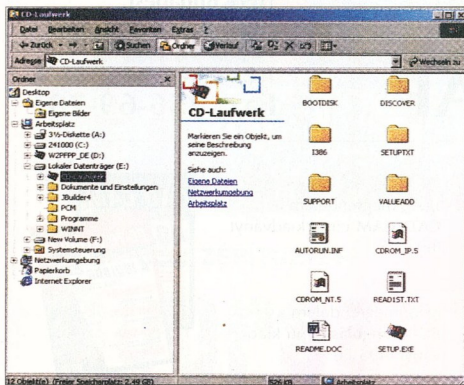 CD-Laufwerk
Datei Bearbeiten Ansicht Favoriten Extras ?
Zurück Suchen Ordner Verlauf
Adresse CD-Laufwerk Wechseln zu
Ordner
Desktop
Eigene Dateien
Eigene Bilder
Arbeitsplatz
3½-Diskette (A:)
241000 (C:)
W2PFPP_DE (D:)
Lokaler Datenträger (E:)
CD-Laufwerk
Dokumente und Einstellungen
JBuilder4
PCM
Programme
WINNT
New Volume (F:)
Systemsteuerung
Netzwerkumgebung
Papierkorb
Internet Explorer
CD-Laufwerk
Markieren Sie ein Objekt, um
seine Beschreibung
anzuzeigen.
Siehe auch:
Eigene Dateien
Netzwerkumgebung
Arbeitsplatz
BOOTDISK DISCOVER
I386 SETUPTXT
SUPPORT VALUEADD
AUTORUN.INF CDROM_IP.5
CDROM_NT.5 READ1ST.TXT
README.DOC SETUP.EXE
12 Objekt(e) (Freier Speicherplatz: 2,49 GB) 526 KB Arbeitsplatz